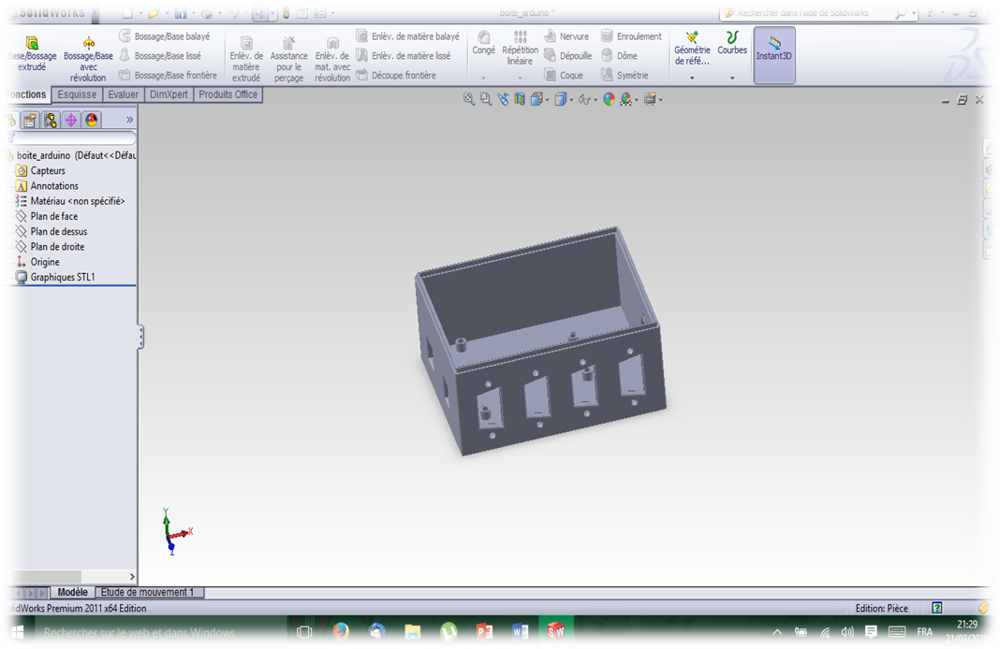 SolidWorks
boite_arduino *
Rechercher dans l'aide de SolidWorks
Base/Bossage extrudé
Bossage/Base avec révolution
Bossage/Base balayé
Bossage/Base lissé
Bossage/Base frontière
Enlèv. de matière extrudé
Assistance pour le perçage
Enlèv. de mat. avec révolution
Enlèv. de matière balayé
Enlèv. de matière lissé
Découpe frontière
Congé
Répétition linéaire
Nervure
Dépouille
Coque
Enroulement
Dôme
Symétrie
Géométrie de réfé...
Courbes
Instant3D
Fonctions
Esquisse
Evaluer
DimXpert
Produits Office
boite_arduino (Défaut<<Défau
Capteurs
Annotations
Matériau <non spécifié>
Plan de face
Plan de dessus
Plan de droite
Origine
Graphiques STL1
Y
X
Z
Modèle
Etude de mouvement 1
SolidWorks Premium 2011 x64 Edition
Edition: Pièce
Rechercher sur le web et dans Windows
FRA
21:29